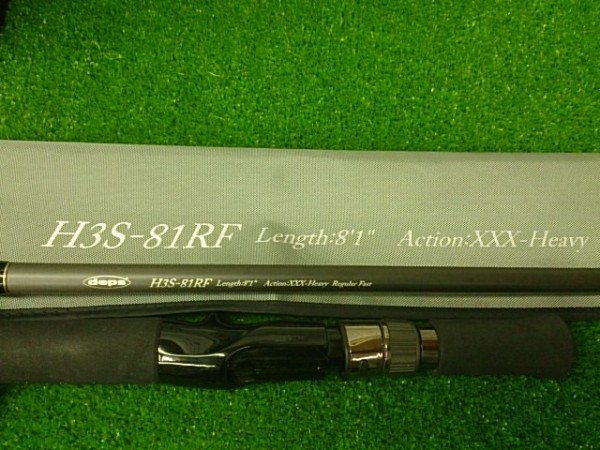 H3S-81RF Length:8'1" Action:XXX-Heavy
deps H3S-81RF Length:8'1" Action:XXX-Heavy Regular Fast